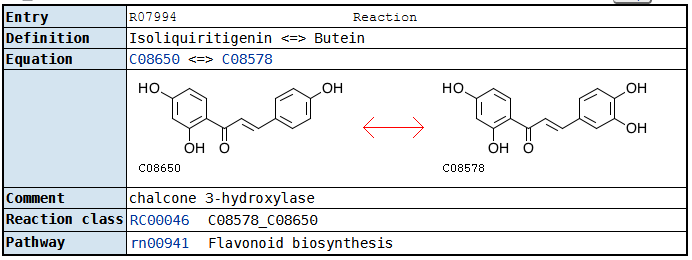 Entry R07994 Reaction
Definition Isoliquiritigenin <=> Butein
Equation C08650 <=> C08578
HO OH HO OH
OH O OH O OH
C08650 C08578
Comment chalcone 3-hydroxylase
Reaction class RC00046 C08578_C08650
Pathway rn00941 Flavonoid biosynthesis